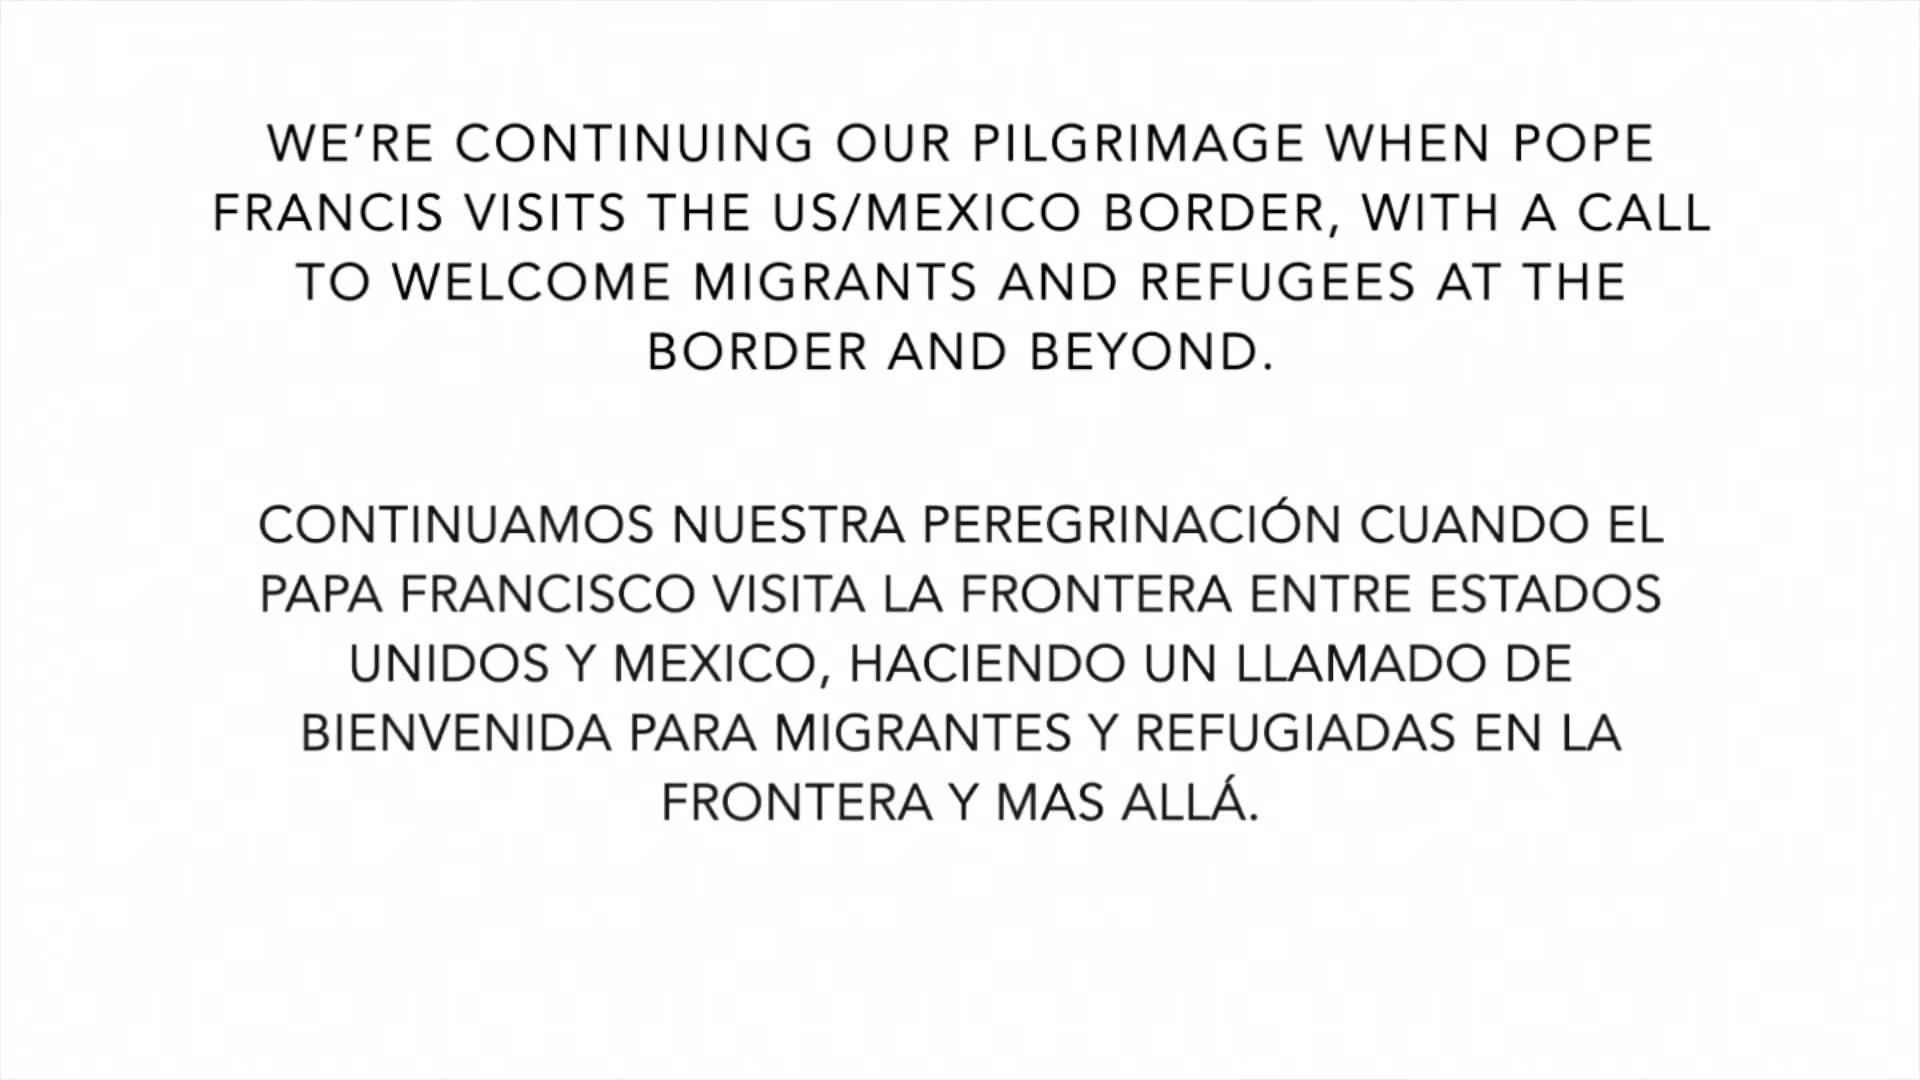 WE’RE CONTINUING OUR PILGRIMAGE WHEN POPE
FRANCIS VISITS THE US/MEXICO BORDER, WITH A CALL
TO WELCOME MIGRANTS AND REFUGEES AT THE
BORDER AND BEYOND.
CONTINUAMOS NUESTRA PEREGRINACIÓN CUANDO EL
PAPA FRANCISCO VISITA LA FRONTERA ENTRE ESTADOS
UNIDOS Y MEXICO, HACIENDO UN LLAMADO DE
BIENVENIDA PARA MIGRANTES Y REFUGIADAS EN LA
FRONTERA Y MAS ALLÁ.